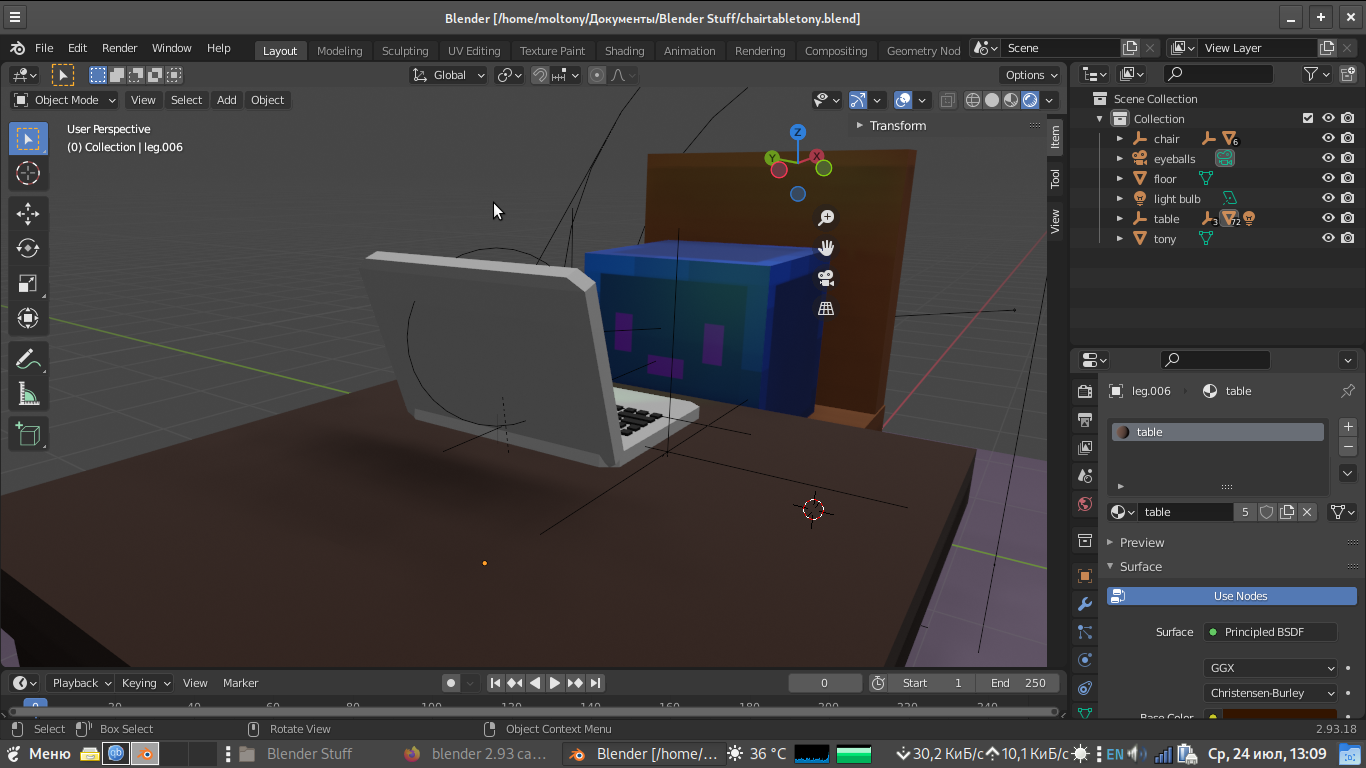 Blender [/home/moltony/Документы/Blender Stuff/chairtabletony.blend]
File Edit Render Window Help Layout Modeling Sculpting UV Editing Texture Paint Shading Animation Rendering Compositing Geometry Nod Scene View Layer
Global Options
Object Mode View Select Add Object
User Perspective
(0) Collection | leg.006
Transform
Item
Tool
View
Z
Y
X
Scene Collection
Collection
chair 6
eyeballs
floor
light bulb
table 3 72
tony
leg.006 table
table
table 5
Preview
Surface
Use Nodes
Surface Principled BSDF
GGX
Christensen-Burley
Base Color
Playback Keying View Marker 0 Start 1 End 250
0 20 40 60 80 100 120 140 160 180 200 220 240
Select Box Select Rotate View Object Context Menu 2.93.18
Меню Blender Stuff blender 2.93 ca... Blender [/home/... 36 °C 30,2 КиБ/с 10,1 КиБ/с EN Ср, 24 июл, 13:09